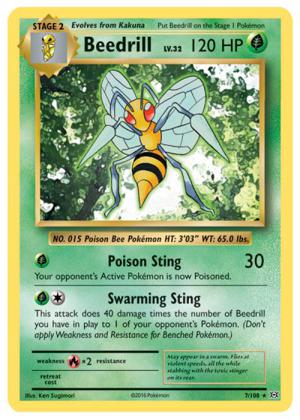 STAGE 2 Evolves from Kakuna Put Beedrill on the Stage 1 Pokémon
Beedrill LV.32 120 HP
NO. 015 Poison Bee Pokémon HT: 3'03" WT: 65.0 lbs.
Poison Sting 30
Your opponent's Active Pokémon is now Poisoned.
Swarming Sting
This attack does 40 damage times the number of Beedrill
you have in play to 1 of your opponent's Pokémon. (Don't
apply Weakness and Resistance for Benched Pokémon.)
weakness ×2 resistance
retreat
cost
May appear in a swarm. Flies at
violent speeds, all the while
stabbing with the toxic stinger
on its rear.
Illus. Ken Sugimori ©2016 Pokémon 7/108 ★